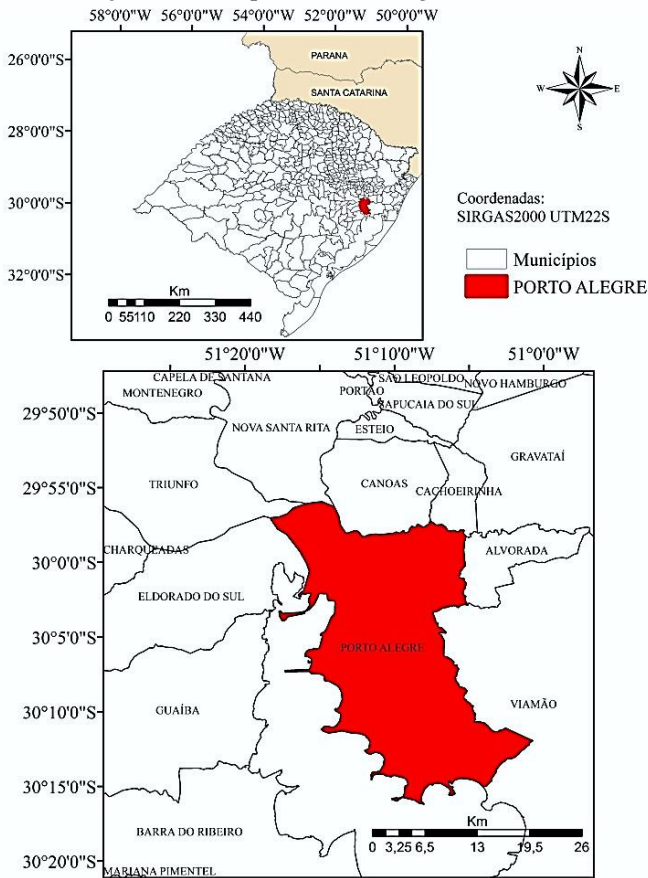 58°0'0"W 56°0'0"W 54°0'0"W 52°0'0"W 50°0'0"W
26°0'0"S
28°0'0"S
30°0'0"S
32°0'0"S
PARANA
SANTA CATARINA
Km
0 55110 220 330 440
N
W E
S
Coordenadas:
SIRGAS2000 UTM22S
Municípios
PORTO ALEGRE
51°20'0"W 51°10'0"W 51°0'0"W
29°50'0"S
29°55'0"S
30°0'0"S
30°5'0"S
30°10'0"S
30°15'0"S
30°20'0"S
CAPELA DE SANTANA
SÃO LEOPOLDO
NOVO HAMBURGO
MONTENEGRO
PORTÃO
SAPUCAIA DO SUL
NOVA SANTA RITA
ESTEIO
GRAVATAÍ
TRIUNFO
CANOAS
CACHOEIRINHA
CHARQUEADAS
ALVORADA
ELDORADO DO SUL
PORTO ALEGRE
GUAÍBA
VIAMÃO
BARRA DO RIBEIRO
Km
0 3,25 6,5 13 19,5 26
MARIANA PIMENTEL